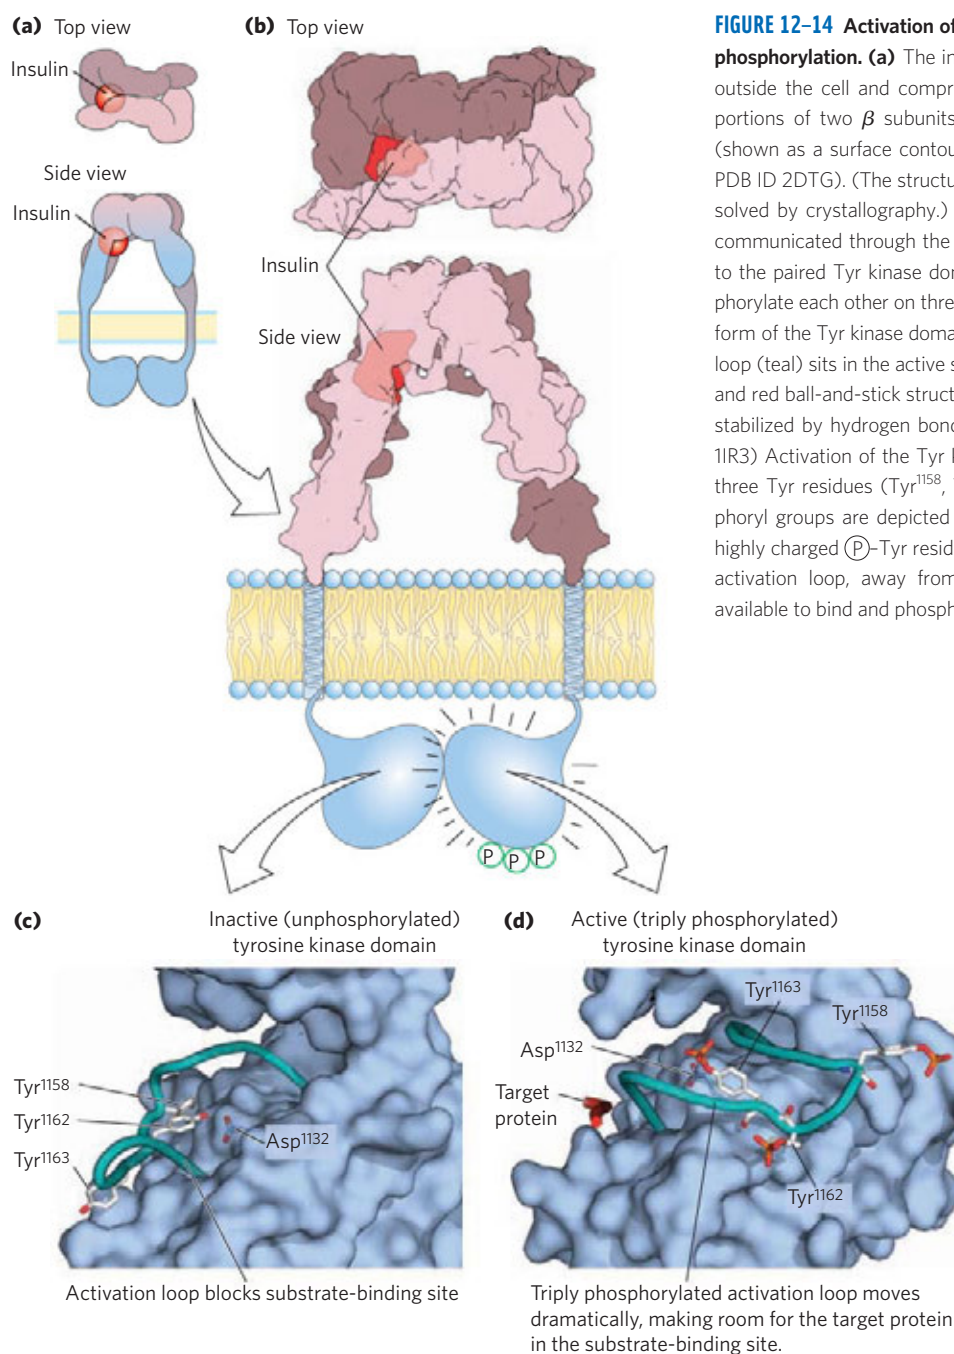 (a) Top view
Insulin
Side view
Insulin
(b) Top view
Insulin
Side view
P P P
FIGURE 12–14 Activation of
phosphorylation. (a) The in
outside the cell and compr
portions of two β subunits
(shown as a surface contou
PDB ID 2DTG). (The structu
solved by crystallography.)
communicated through the
to the paired Tyr kinase dom
phorylate each other on thre
form of the Tyr kinase doma
loop (teal) sits in the active s
and red ball-and-stick struct
stabilized by hydrogen bond
1IR3) Activation of the Tyr k
three Tyr residues (Tyr¹¹⁵⁸,
phoryl groups are depicted
highly charged Ⓟ–Tyr resid
activation loop, away from
available to bind and phosph
(c) Inactive (unphosphorylated)
tyrosine kinase domain
Tyr¹¹⁵⁸
Tyr¹¹⁶²
Asp¹¹³²
Tyr¹¹⁶³
Activation loop blocks substrate-binding site
(d) Active (triply phosphorylated)
tyrosine kinase domain
Tyr¹¹⁶³
Tyr¹¹⁵⁸
Asp¹¹³²
Target
protein
Tyr¹¹⁶²
Triply phosphorylated activation loop moves
dramatically, making room for the target protein
in the substrate-binding site.